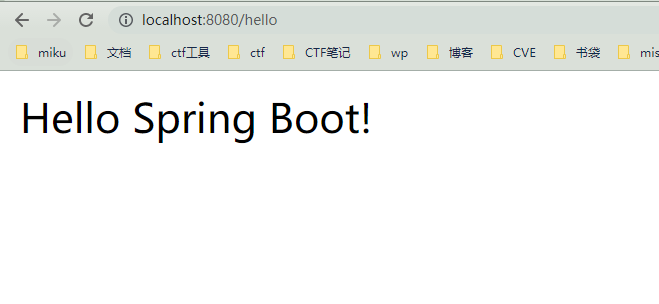 localhost:8080/hello
miku 文档 ctf工具 ctf CTF笔记 wp 博客 CVE 书袋 mis
Hello Spring Boot!